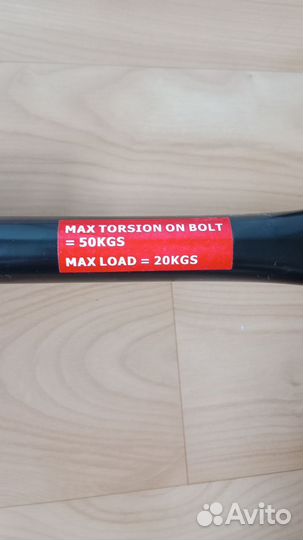 MAX TORSION ON BOLT
= 50KGS
MAX LOAD = 20KGS
Avito